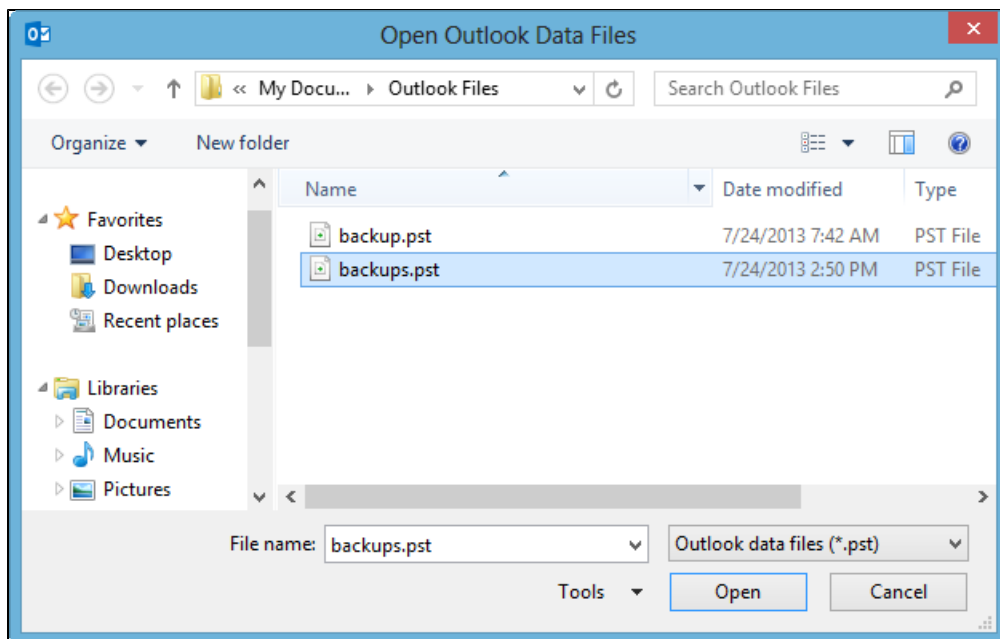 Open Outlook Data Files
« My Docu... Outlook Files
Search Outlook Files
Organize
New folder
Name
Date modified
Type
Favorites
Desktop
Downloads
Recent places
Libraries
Documents
Music
Pictures
backup.pst 7/24/2013 7:42 AM PST File
backups.pst 7/24/2013 2:50 PM PST File
File name: backups.pst
Outlook data files (*.pst)
Tools
Open
Cancel